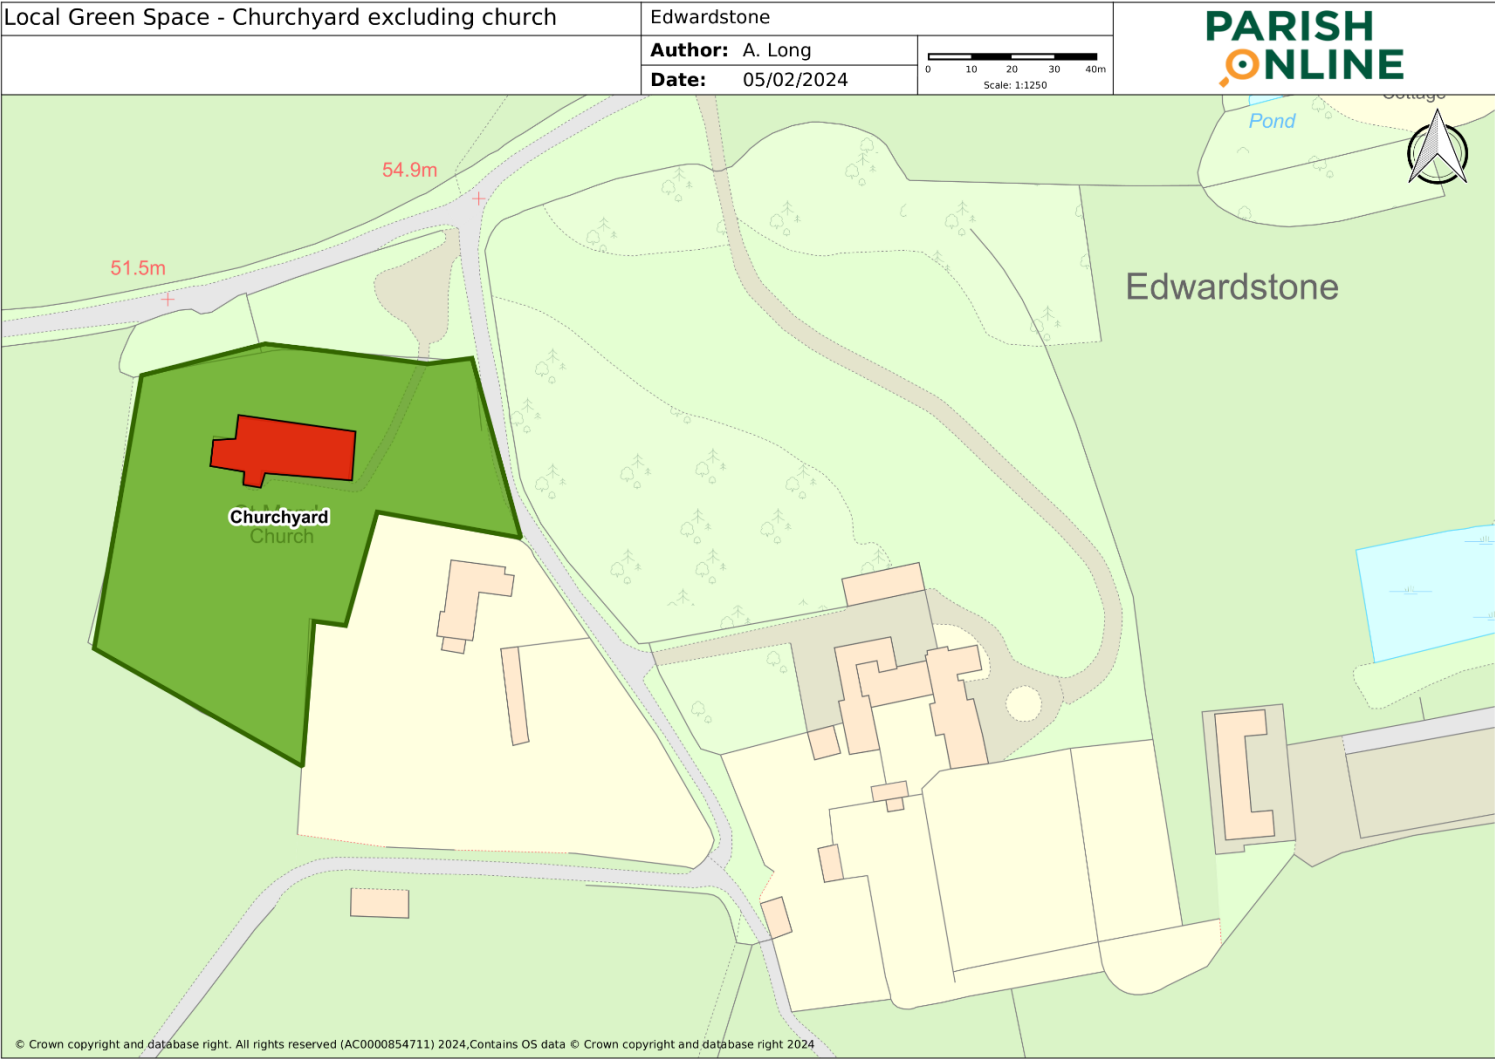 Local Green Space - Churchyard excluding church
Edwardstone
Author: A. Long
Date: 05/02/2024
0 10 20 30 40m
Scale: 1:1250
PARISH
ONLINE
Cottage
Pond
54.9m
51.5m
Edwardstone
Churchyard
Church
© Crown copyright and database right. All rights reserved (AC0000854711) 2024,Contains OS data © Crown copyright and database right 2024